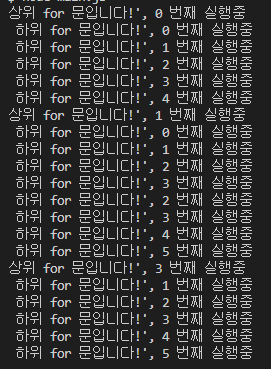 상위 for 문입니다!', 0 번째 실행중
하위 for 문입니다!', 0 번째 실행중
하위 for 문입니다!', 1 번째 실행중
하위 for 문입니다!', 2 번째 실행중
하위 for 문입니다!', 3 번째 실행중
하위 for 문입니다!', 4 번째 실행중
상위 for 문입니다!', 1 번째 실행중
하위 for 문입니다!', 0 번째 실행중
하위 for 문입니다!', 1 번째 실행중
하위 for 문입니다!', 2 번째 실행중
하위 for 문입니다!', 3 번째 실행중
하위 for 문입니다!', 2 번째 실행중
하위 for 문입니다!', 3 번째 실행중
하위 for 문입니다!', 4 번째 실행중
하위 for 문입니다!', 5 번째 실행중
상위 for 문입니다!', 3 번째 실행중
하위 for 문입니다!', 1 번째 실행중
하위 for 문입니다!', 2 번째 실행중
하위 for 문입니다!', 3 번째 실행중
하위 for 문입니다!', 4 번째 실행중
하위 for 문입니다!', 5 번째 실행중